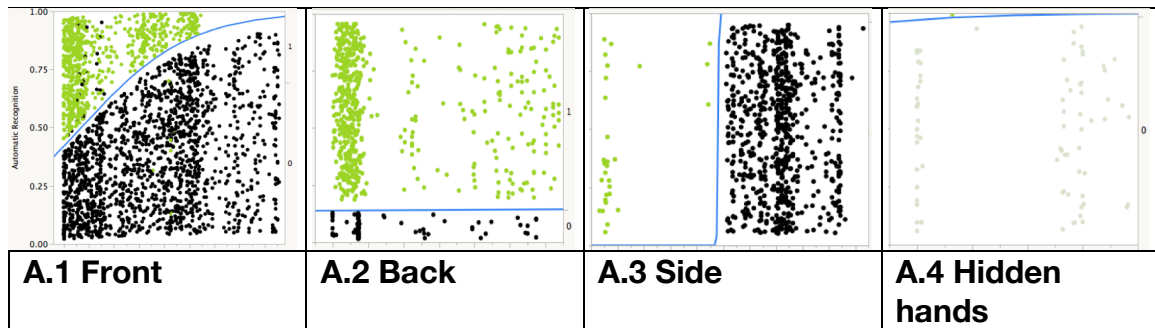 1.00
0.75
0.50
0.25
0.00
Automatic Recognition
1
0
1
0
0
A.1 Front
A.2 Back
A.3 Side
A.4 Hidden
hands